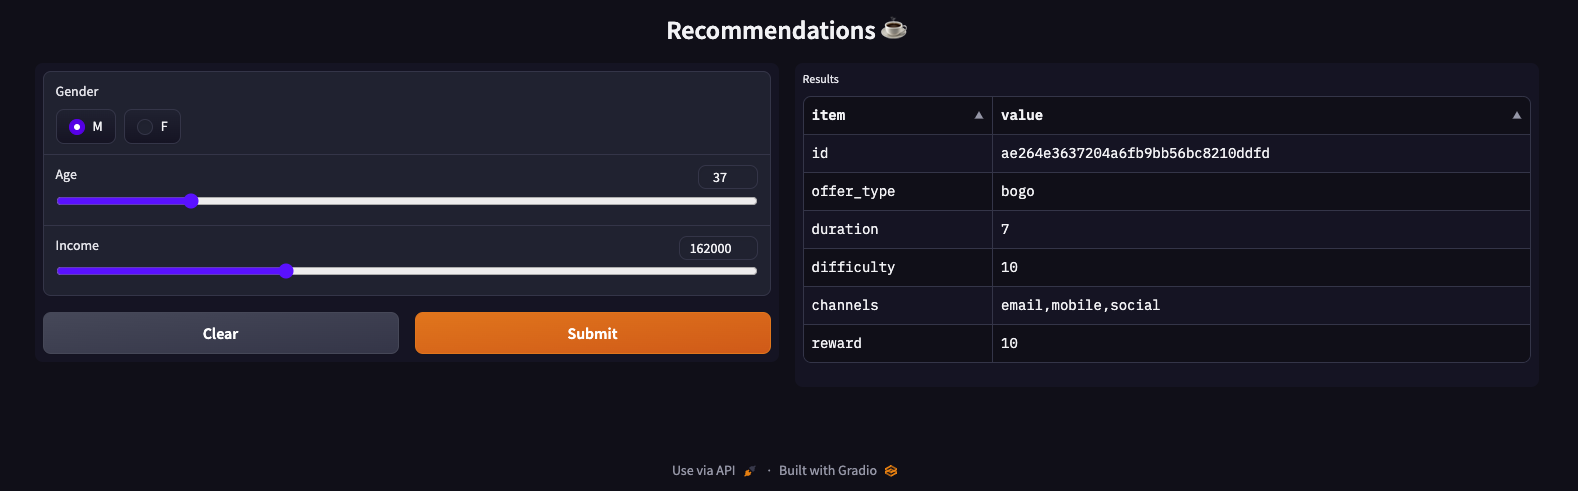 Recommendations
Gender
M F
Age
37
Income
162000
Clear Submit
Results
item value
id ae264e3637204a6fb9bb56bc8210ddfd
offer_type bogo
duration 7
difficulty 10
channels email,mobile,social
reward 10
Use via API · Built with Gradio